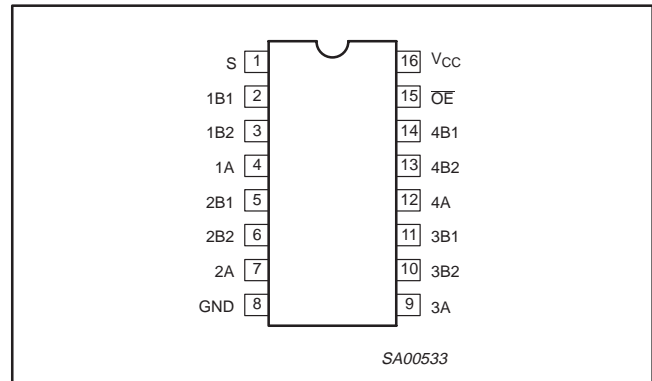 S 1 16 VCC
1B1 2 15 O̅E̅
1B2 3 14 4B1
1A 4 13 4B2
2B1 5 12 4A
2B2 6 11 3B1
2A 7 10 3B2
GND 8 9 3A
SA00533